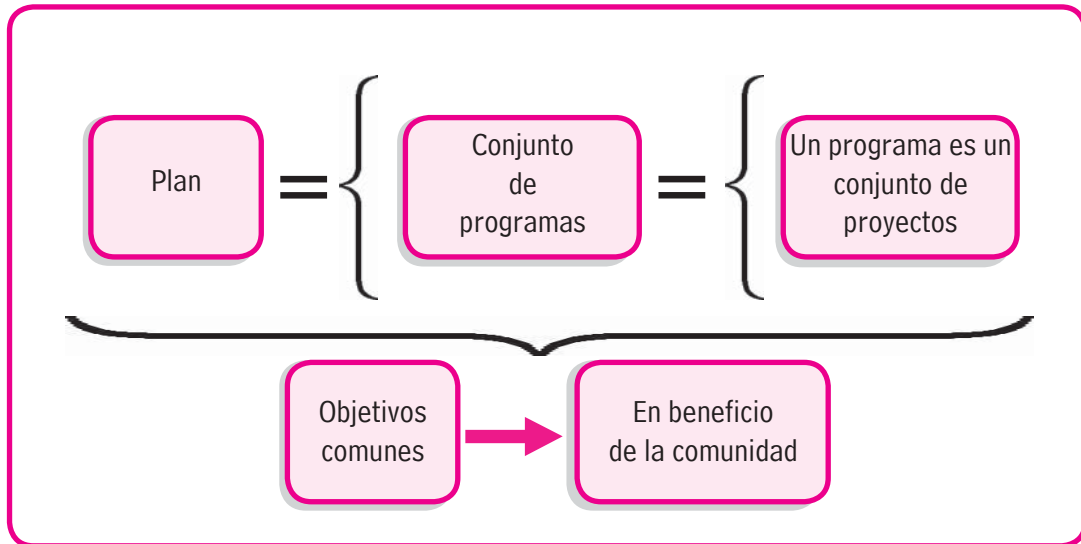 Plan
=
Conjunto
de
programas
=
Un programa es un
conjunto de
proyectos
Objetivos
comunes
En beneficio
de la comunidad